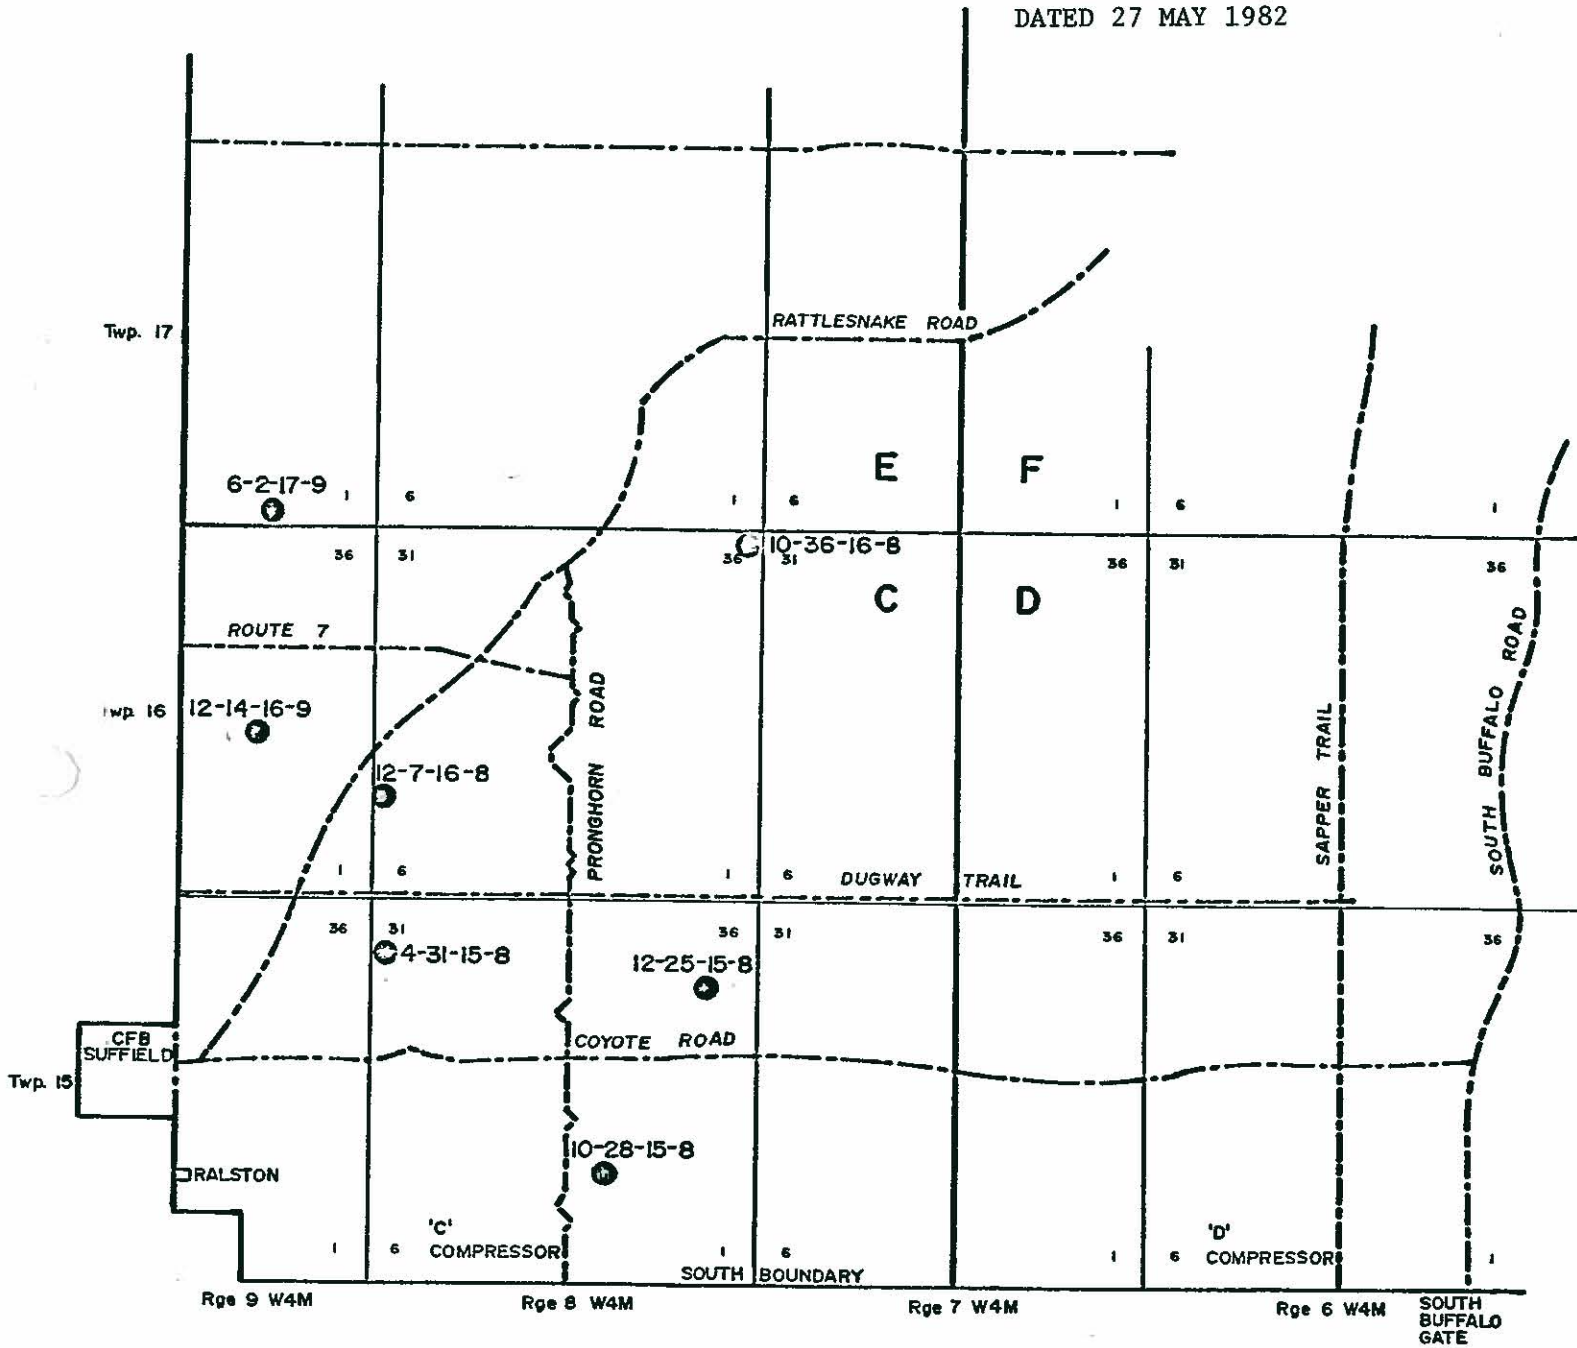 DATED 27 MAY 1982
Twp. 17
RATTLESNAKE ROAD
E F
6-2-17-9
1 6 1 6 1 6 1
10-36-16-8
36 31 36 31 36 31 36
C D
ROUTE 7
PRONGHORN ROAD
SAPPER TRAIL
SOUTH BUFFALO ROAD
Twp. 16
12-14-16-9
12-7-16-8
1 6 1 6 1 6
DUGWAY TRAIL
36 31 36 31 36 31 36
4-31-15-8
12-25-15-8
CFB
SUFFIELD
COYOTE ROAD
Twp. 15
10-28-15-8
RALSTON
'C'
COMPRESSOR
'D'
COMPRESSOR
1 6 1 6 1 6 1
SOUTH BOUNDARY
Rge 9 W4M
Rge 8 W4M
Rge 7 W4M
Rge 6 W4M
SOUTH
BUFFALO
GATE